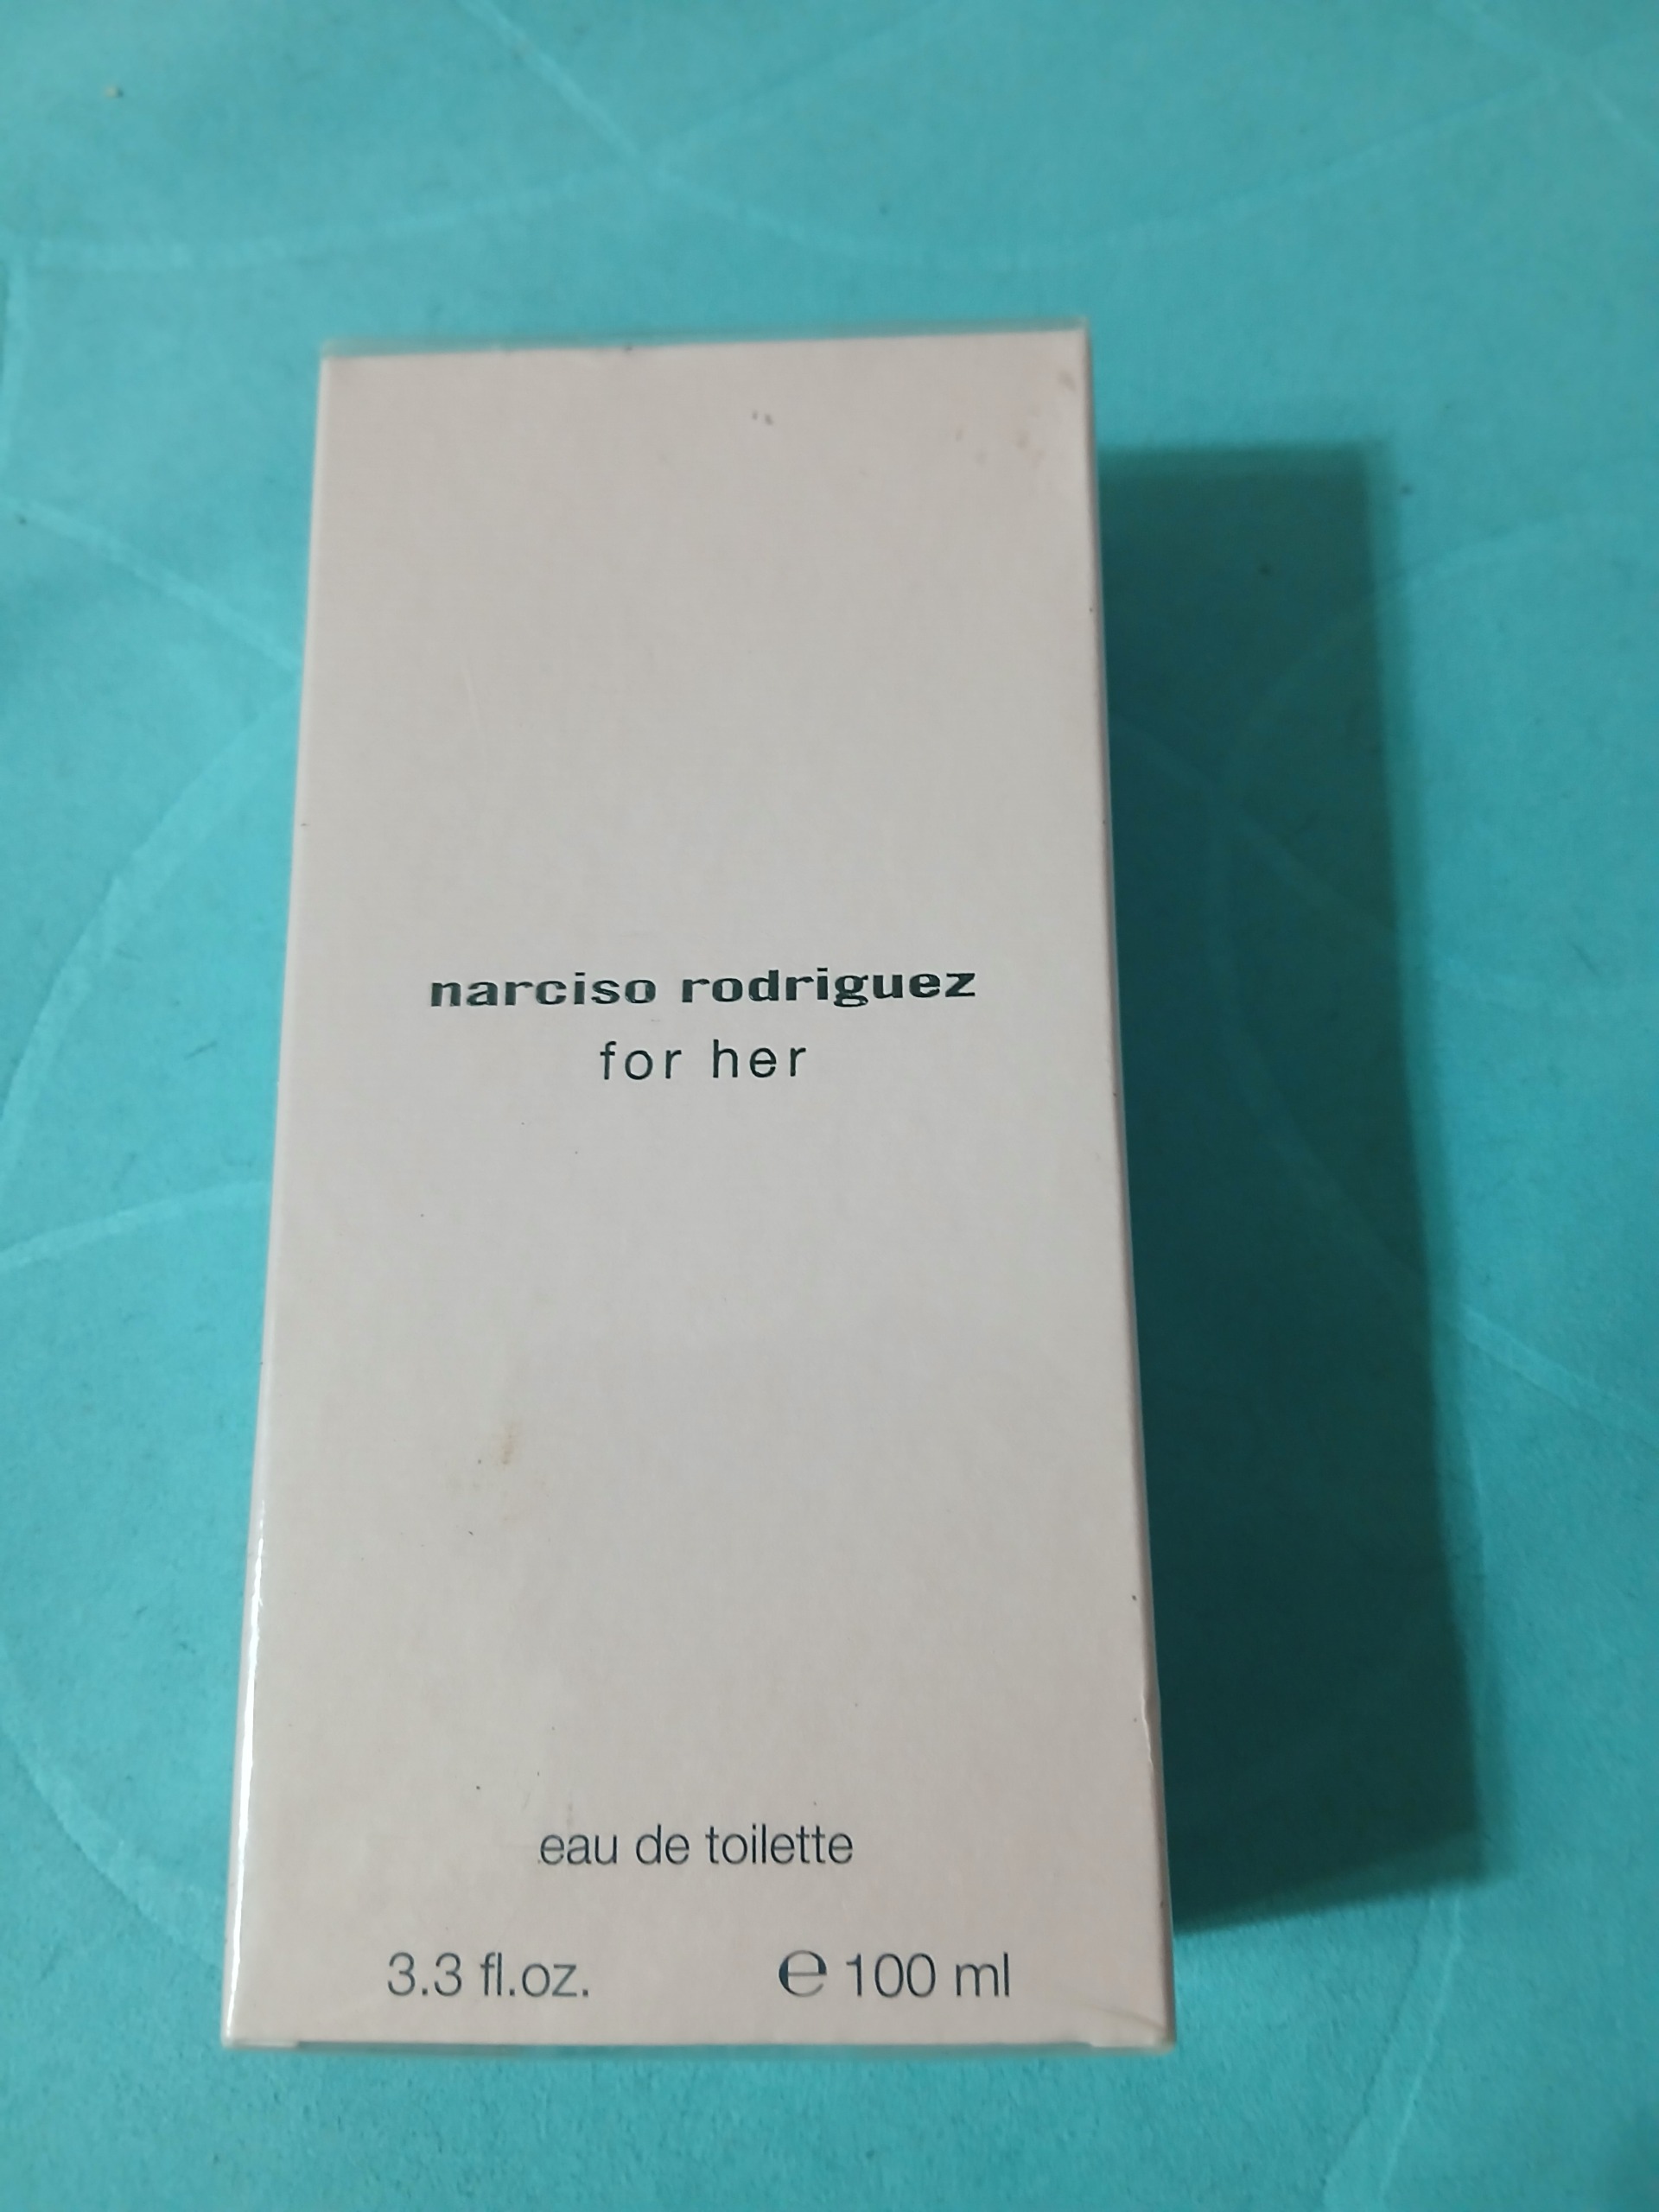 narciso rodriguez
for her
eau de toilette
3.3 fl.oz. ℮ 100 ml